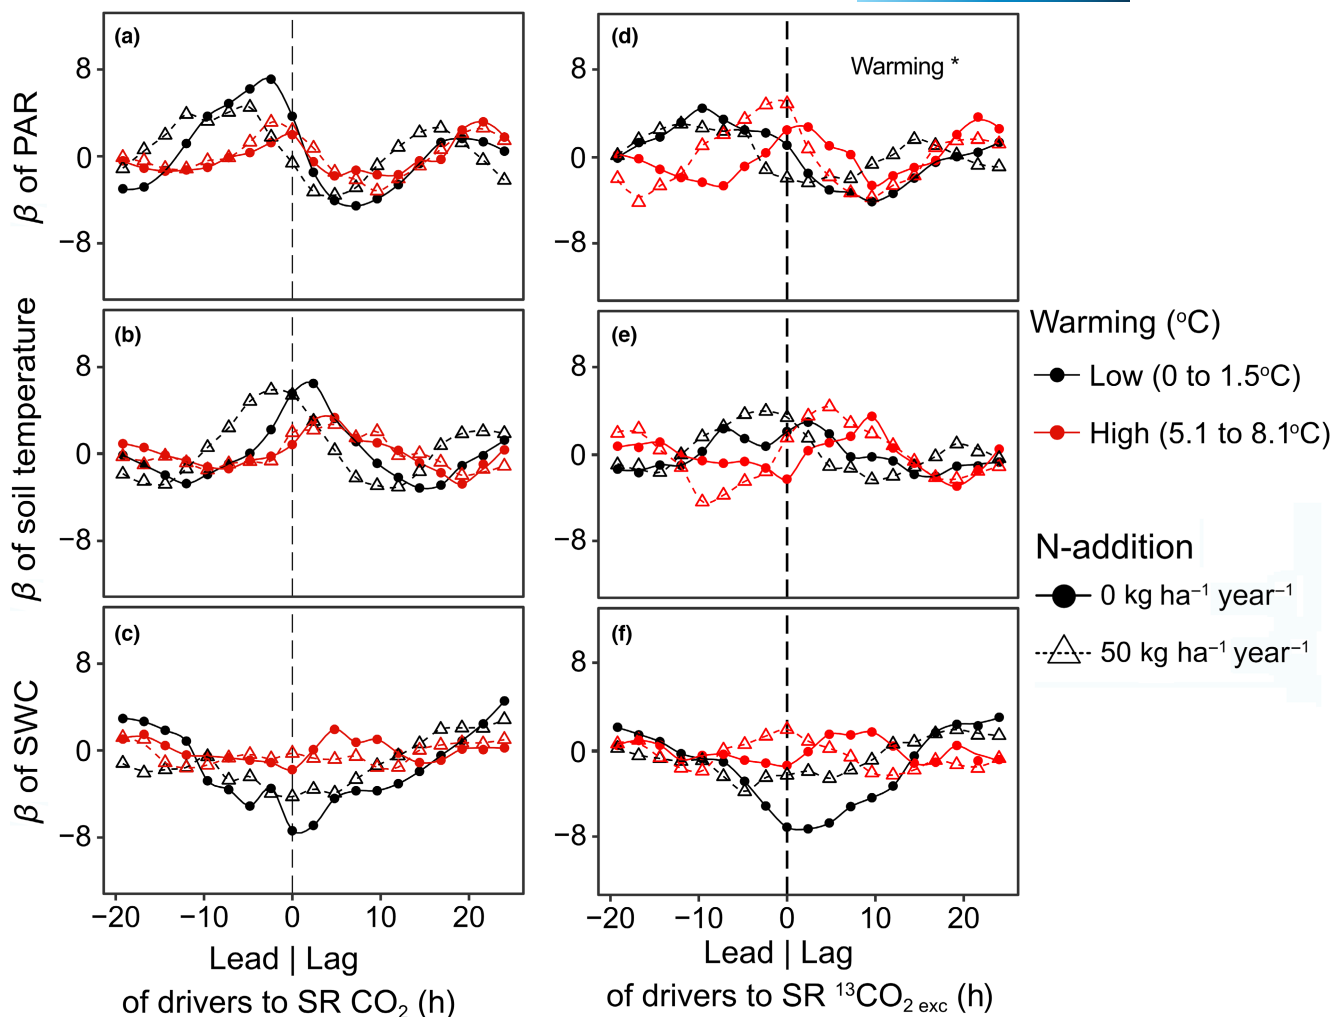 (a)
(d)
Warming *
8
0
−8
β of PAR
8
0
−8
(b)
(e)
8
0
−8
β of soil temperature
8
0
−8
(c)
(f)
8
0
−8
β of SWC
8
0
−8
−20 −10 0 10 20
−20 −10 0 10 20
Lead | Lag
of drivers to SR CO₂ (h)
Lead | Lag
of drivers to SR ¹³CO₂ exc (h)
Warming (ºC)
Low (0 to 1.5ºC)
High (5.1 to 8.1ºC)
N-addition
0 kg ha⁻¹ year⁻¹
50 kg ha⁻¹ year⁻¹